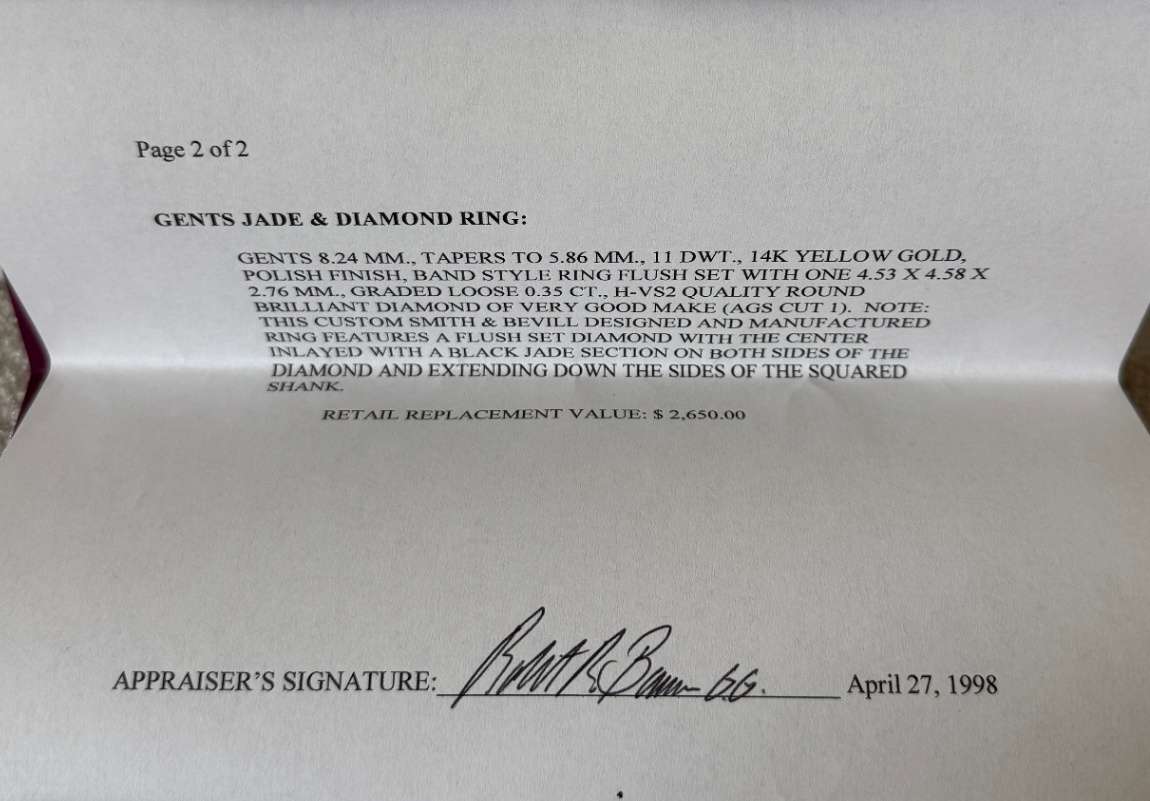 Page 2 of 2
GENTS JADE & DIAMOND RING:
GENTS 8.24 MM., TAPERS TO 5.86 MM., 11 DWT., 14K YELLOW GOLD,
POLISH FINISH, BAND STYLE RING FLUSH SET WITH ONE 4.53 X 4.58 X
2.76 MM., GRADED LOOSE 0.35 CT., H-VS2 QUALITY ROUND
BRILLIANT DIAMOND OF VERY GOOD MAKE (AGS CUT 1). NOTE:
THIS CUSTOM SMITH & BEVILL DESIGNED AND MANUFACTURED
RING FEATURES A FLUSH SET DIAMOND WITH THE CENTER
INLAYED WITH A BLACK JADE SECTION ON BOTH SIDES OF THE
DIAMOND AND EXTENDING DOWN THE SIDES OF THE SQUARED
SHANK.
RETAIL REPLACEMENT VALUE: $ 2,650.00
APPRAISER'S SIGNATURE: Robert G.G. April 27, 1998